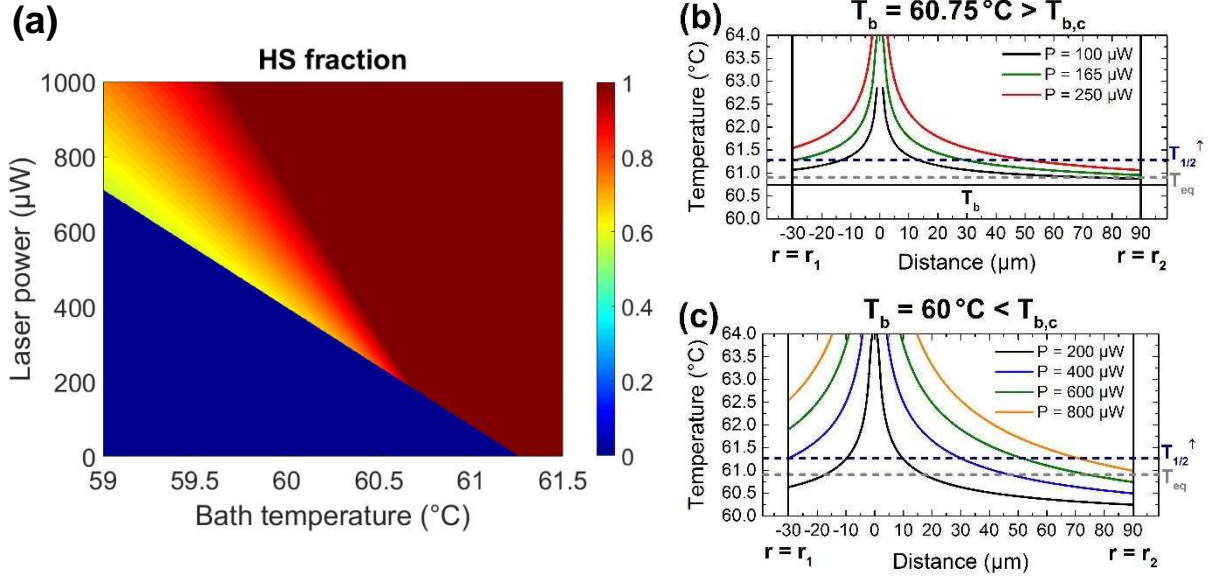 (a)
HS fraction
Laser power (µW)
1000
800
600
400
200
0
59
59.5
60
60.5
61
61.5
Bath temperature (°C)
1
0.8
0.6
0.4
0.2
0
(b)
T_b = 60.75 °C > T_b,c
Temperature (°C)
64.0
63.5
63.0
62.5
62.0
61.5
61.0
60.5
60.0
P = 100 µW
P = 165 µW
P = 250 µW
T_1/2↑
T_eq
T_b
-30 -20 -10 0 10 20 30 40 50 60 70 80 90
r = r_1
Distance (µm)
r = r_2
(c)
T_b = 60 °C < T_b,c
Temperature (°C)
64.0
63.5
63.0
62.5
62.0
61.5
61.0
60.5
60.0
P = 200 µW
P = 400 µW
P = 600 µW
P = 800 µW
T_1/2↑
T_eq
-30 -20 -10 0 10 20 30 40 50 60 70 80 90
r = r_1
Distance (µm)
r = r_2